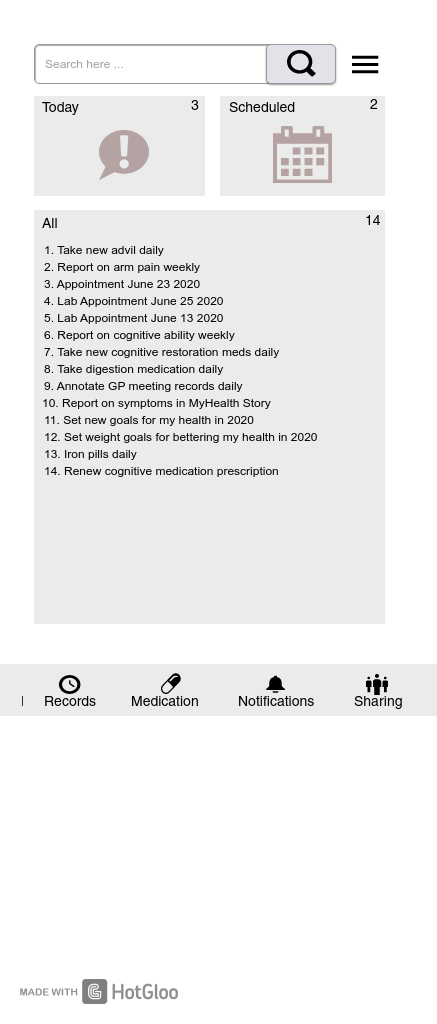 Search here ...
Today 3
Scheduled 2
All 14
1. Take new advil daily
2. Report on arm pain weekly
3. Appointment June 23 2020
4. Lab Appointment June 25 2020
5. Lab Appointment June 13 2020
6. Report on cognitive ability weekly
7. Take new cognitive restoration meds daily
8. Take digestion medication daily
9. Annotate GP meeting records daily
10. Report on symptoms in MyHealth Story
11. Set new goals for my health in 2020
12. Set weight goals for bettering my health in 2020
13. Iron pills daily
14. Renew cognitive medication prescription
Records Medication Notifications Sharing
MADE WITH HotGloo